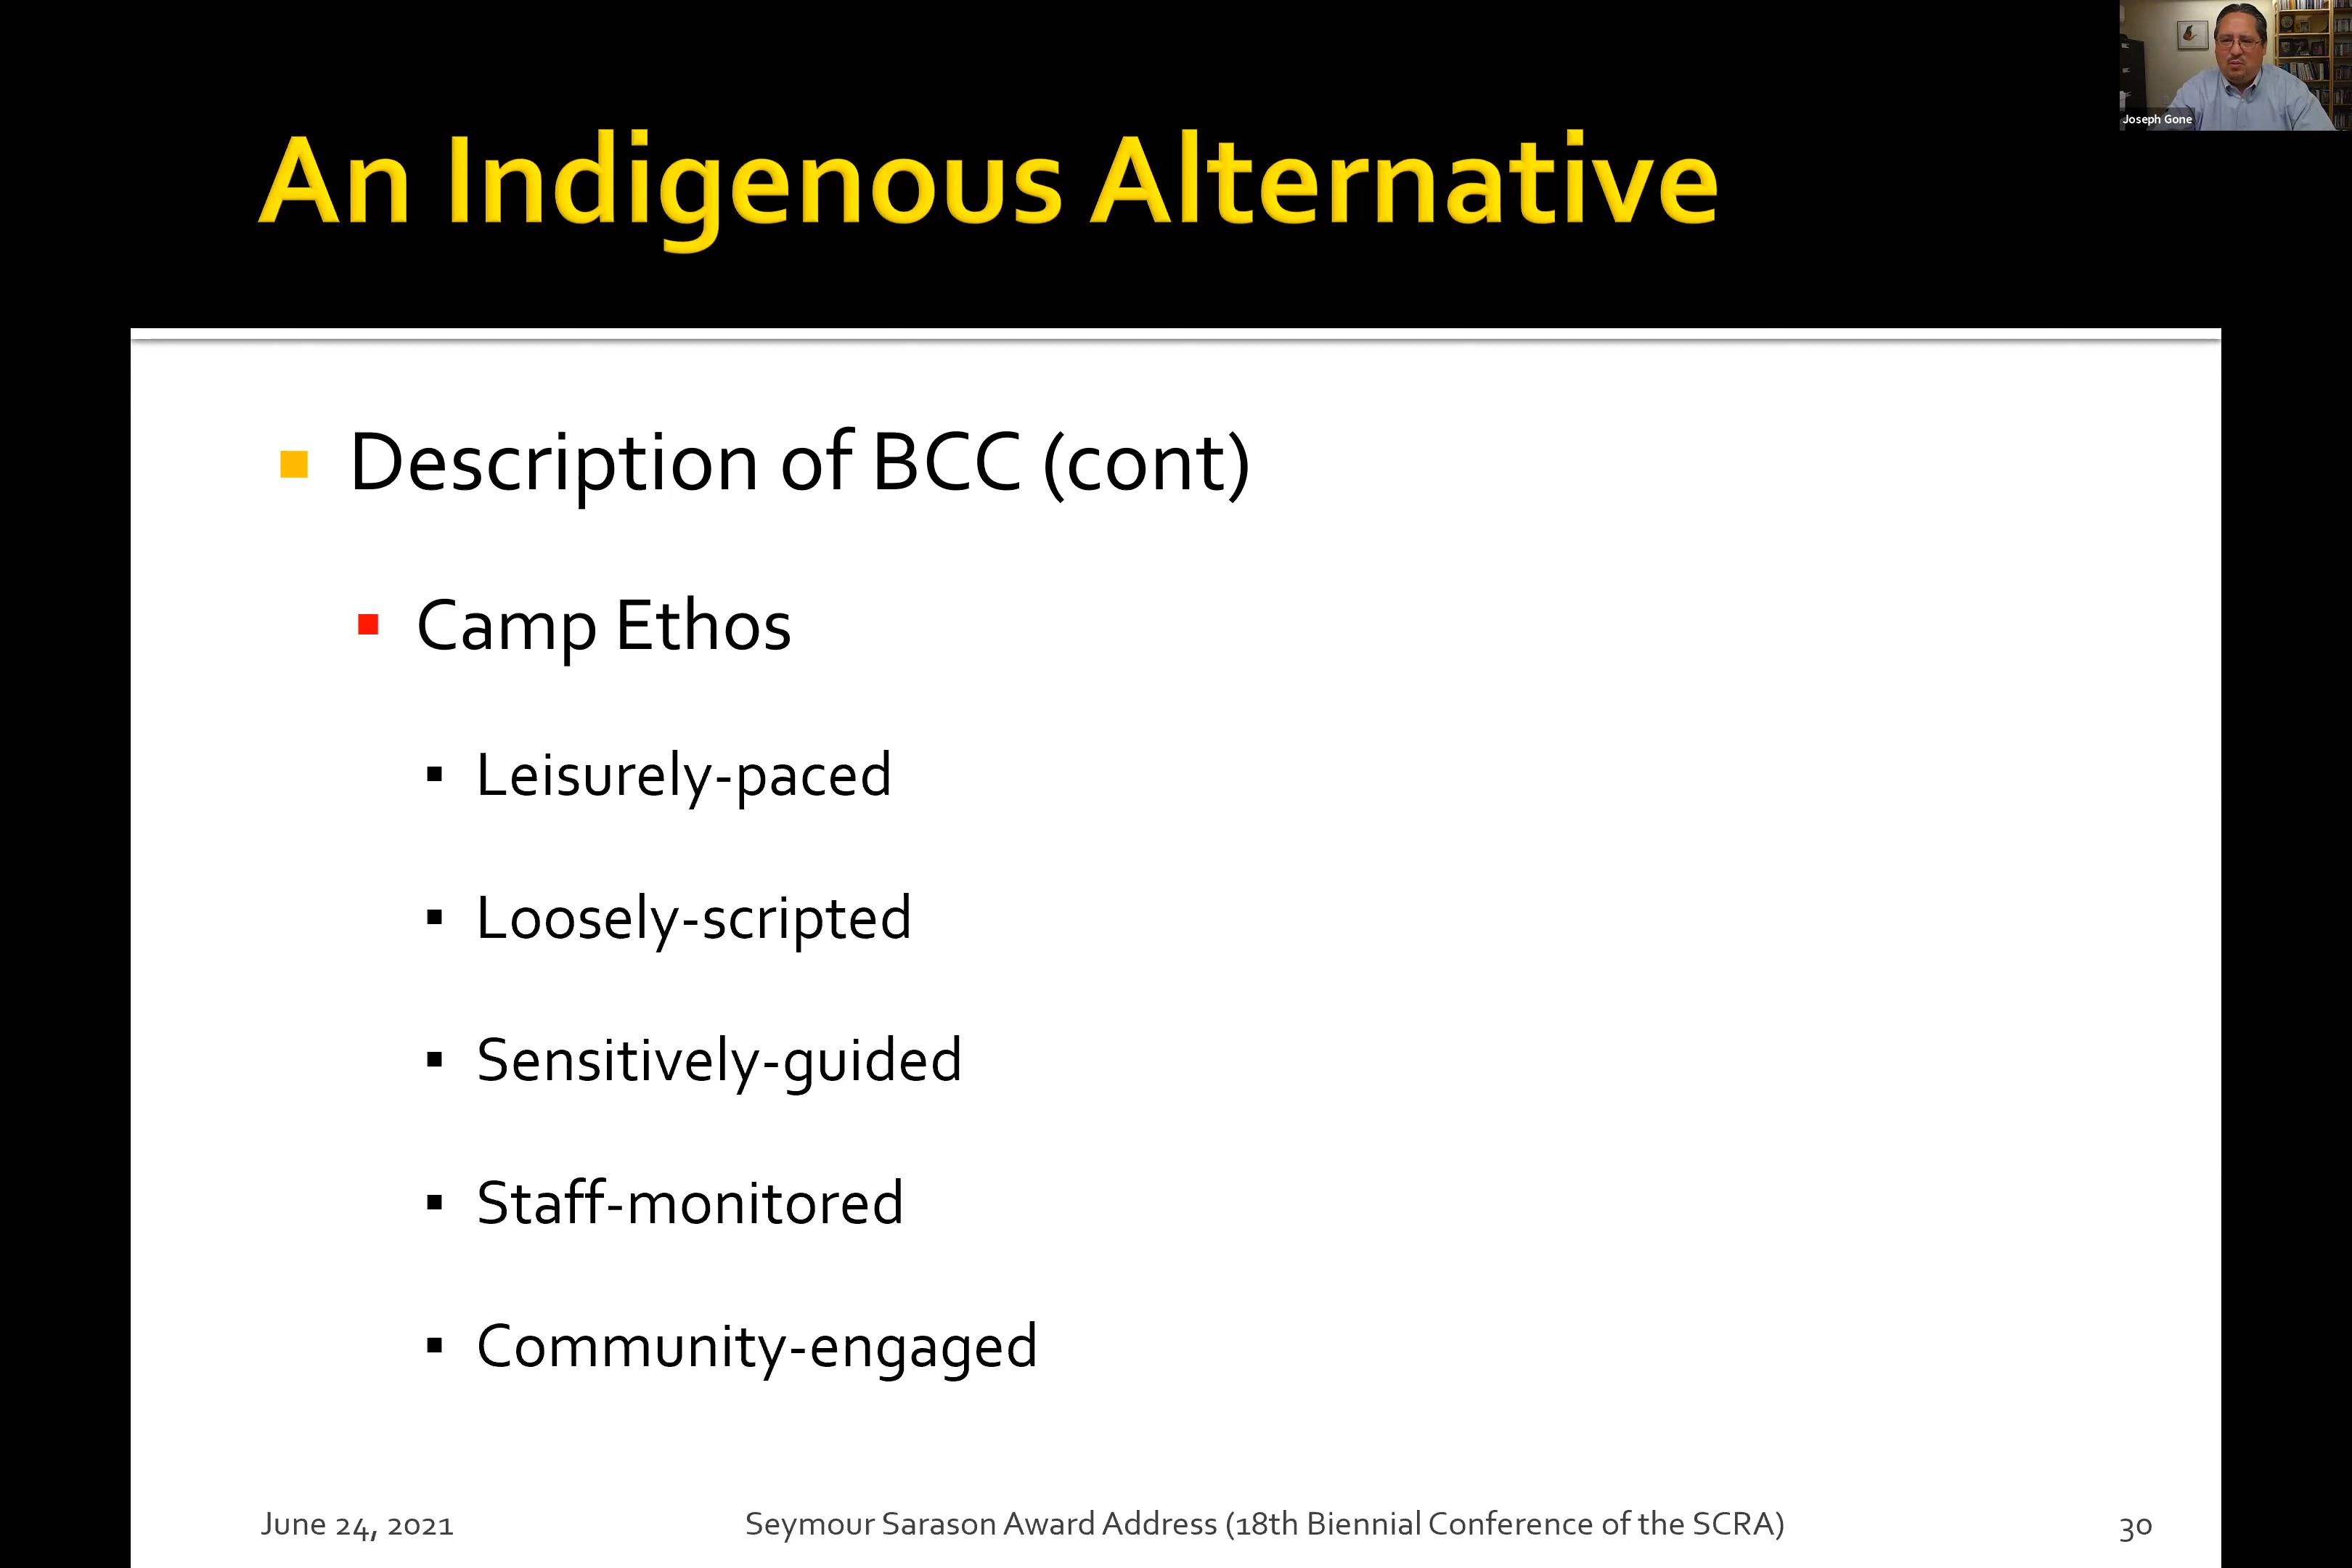 Joseph Gone
An Indigenous Alternative
Description of BCC (cont)
Camp Ethos
Leisurely-paced
Loosely-scripted
Sensitively-guided
Staff-monitored
Community-engaged
June 24, 2021 Seymour Sarason Award Address (18th Biennial Conference of the SCRA) 30